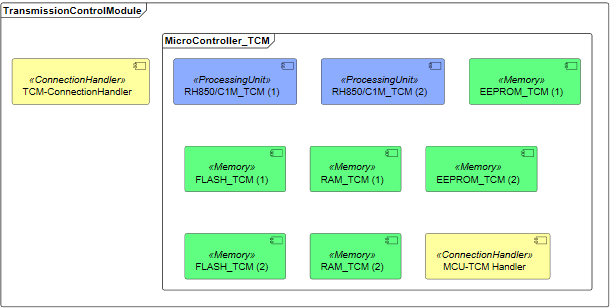 TransmissionControlModule
MicroController_TCM
«ConnectionHandler»
TCM-ConnectionHandler
«ProcessingUnit»
RH850/C1M_TCM (1)
«ProcessingUnit»
RH850/C1M_TCM (2)
«Memory»
EEPROM_TCM (1)
«Memory»
FLASH_TCM (1)
«Memory»
RAM_TCM (1)
«Memory»
EEPROM_TCM (2)
«Memory»
FLASH_TCM (2)
«Memory»
RAM_TCM (2)
«ConnectionHandler»
MCU-TCM Handler